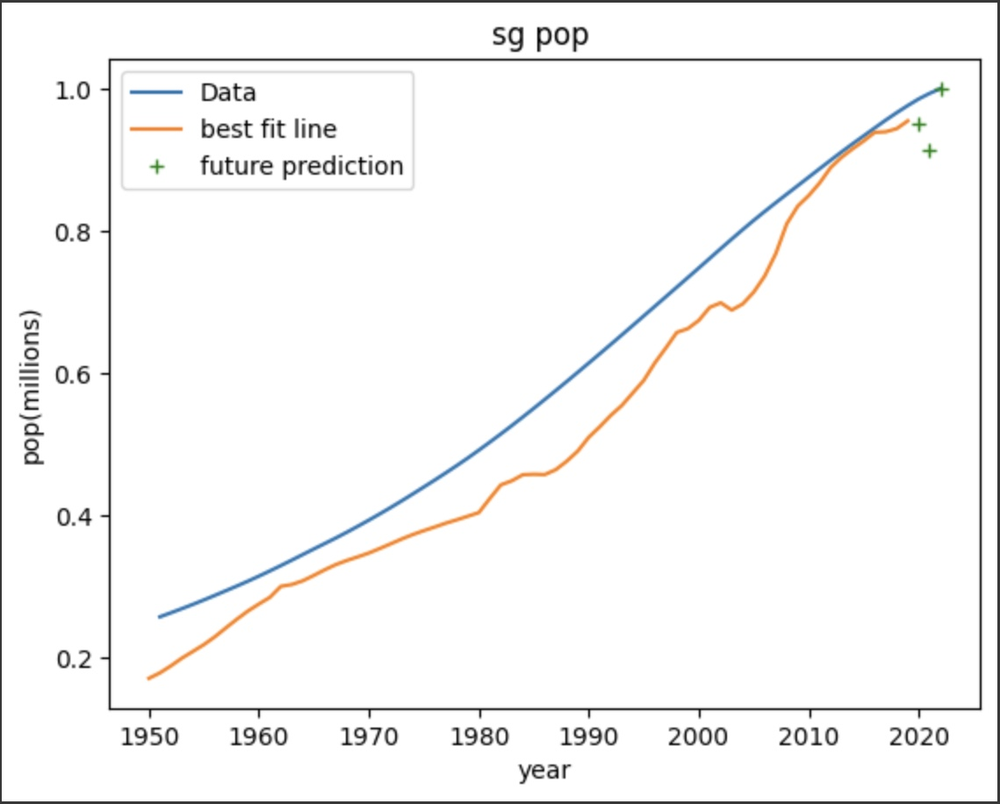 sg pop
Data
best fit line
future prediction
1.0
0.8
0.6
0.4
0.2
pop(millions)
1950 1960 1970 1980 1990 2000 2010 2020
year